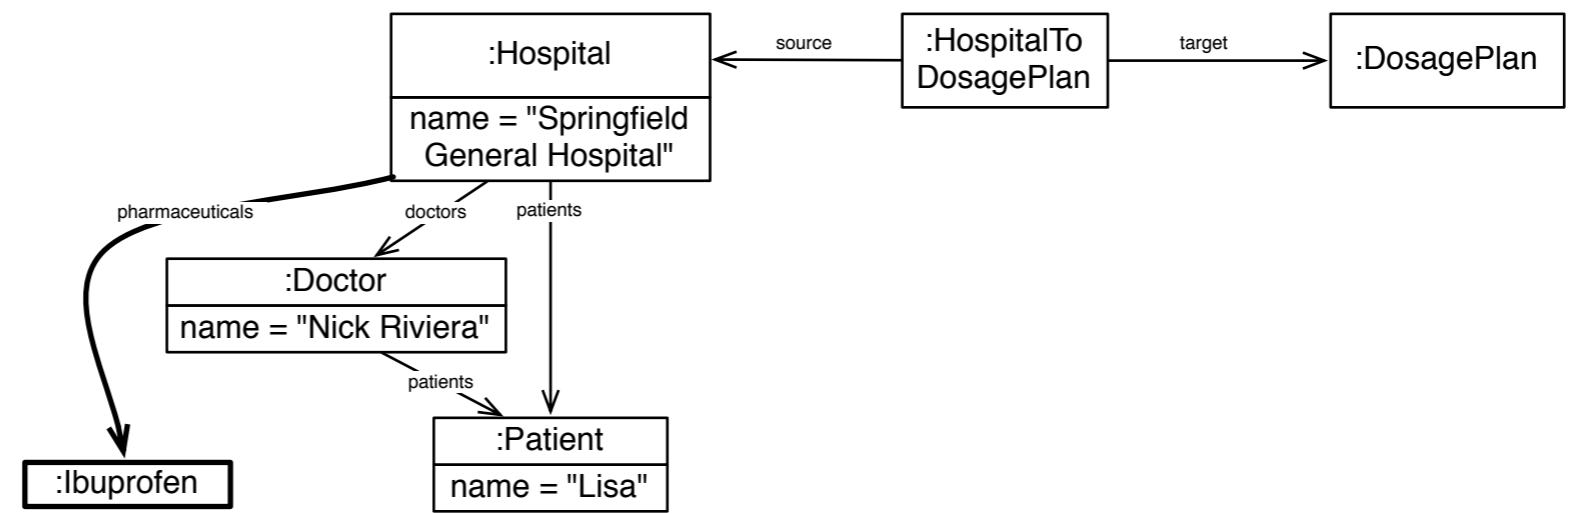 :Hospital
name = "Springfield
General Hospital"
source
:HospitalTo
DosagePlan
target
:DosagePlan
pharmaceuticals
doctors
patients
:Doctor
name = "Nick Riviera"
patients
:Ibuprofen
:Patient
name = "Lisa"